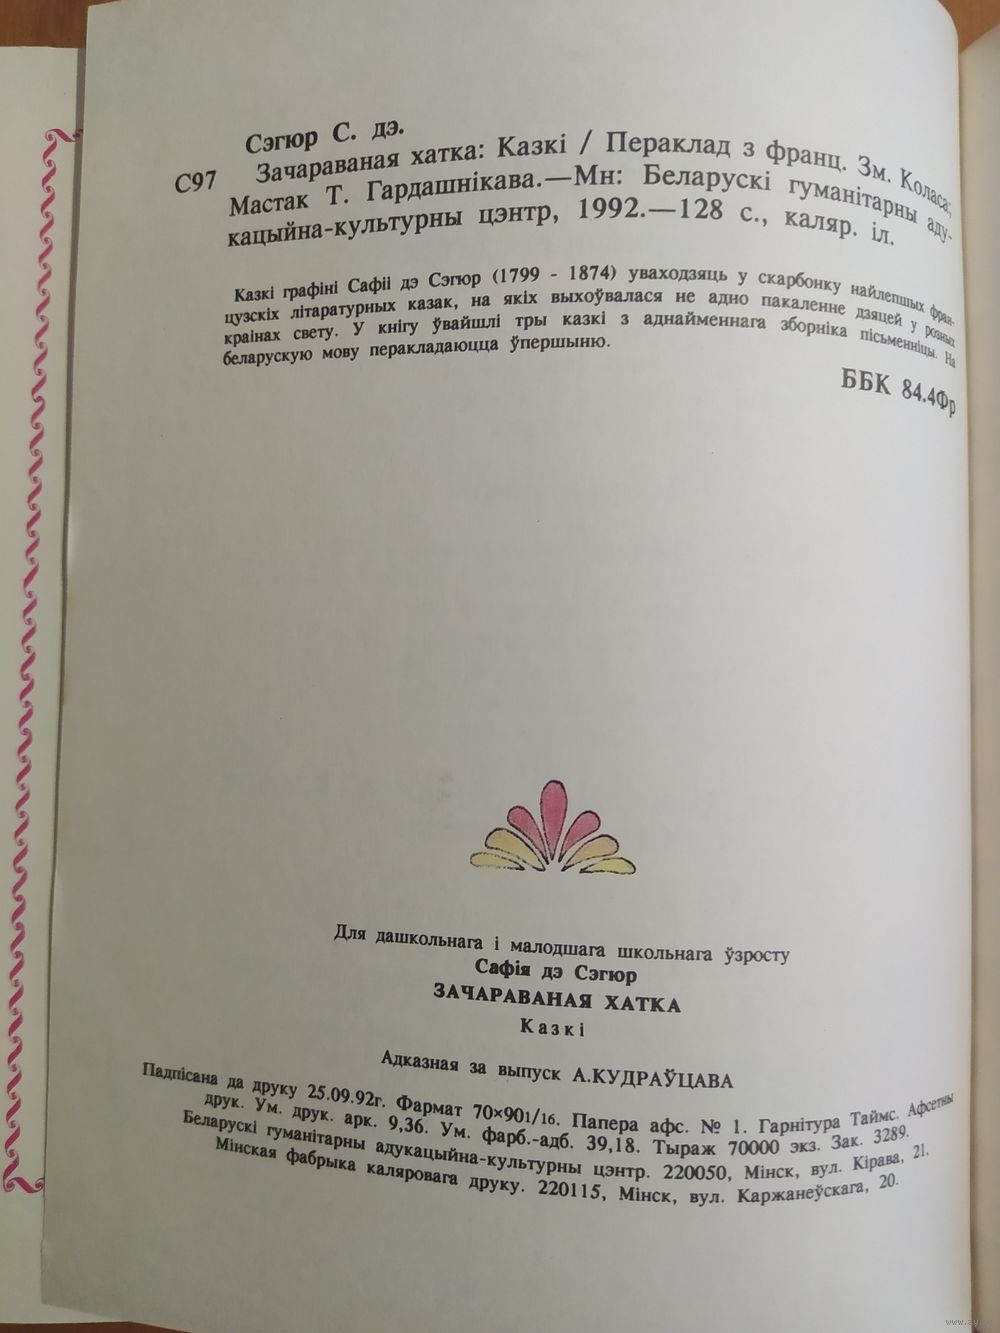 Сэгюр С. дэ.
С97 Зачараваная хатка: Казкі / Пераклад з франц. Зм. Коласа;
Мастак Т. Гардашнікава.—Мн: Беларускі гуманітарны аду-
кацыйна-культурны цэнтр, 1992.—128 с., каляр. іл.
Казкі графіні Сафіі дэ Сэгюр (1799 - 1874) уваходзяць у скарбонку найлепшых фран-
цузскіх літаратурных казак, на якіх выхоўвалася не адно пакаленне дзяцей у розных
краінах свету. У кнігу ўвайшлі тры казкі з аднайменнага зборніка пісьменніцы. На
беларускую мову перакладаюцца ўпершыню.
ББК 84.4Фр
Для дашкольнага і малодшага школьнага ўзросту
Сафія дэ Сэгюр
ЗАЧАРАВАНАЯ ХАТКА
Казкі
Адказная за выпуск А.КУДРАЎЦАВА
Падпісана да друку 25.09.92г. Фармат 70×901/16. Папера афс. № 1. Гарнітура Таймс. Афсетны
друк. Ум. друк. арк. 9,36. Ум. фарб.-адб. 39,18. Тыраж 70000 экз. Зак. 3289.
Беларускі гуманітарны адукацыйна-культурны цэнтр. 220050, Мінск, вул. Кірава, 21.
Мінская фабрыка каляровага друку. 220115, Мінск, вул. Каржанеўскага, 20.